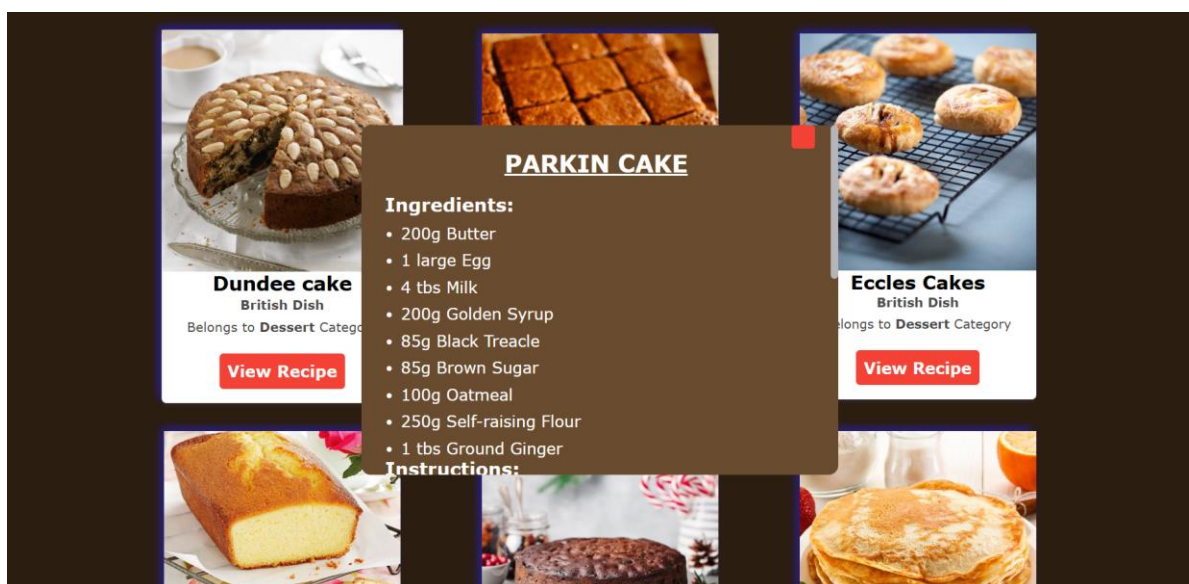 PARKIN CAKE
Ingredients:
• 200g Butter
• 1 large Egg
• 4 tbs Milk
• 200g Golden Syrup
• 85g Black Treacle
• 85g Brown Sugar
• 100g Oatmeal
• 250g Self-raising Flour
• 1 tbs Ground Ginger
Instructions:
Dundee cake
British Dish
Belongs to Dessert
View Recipe
Eccles Cakes
British Dish
to Dessert Category
View Recipe